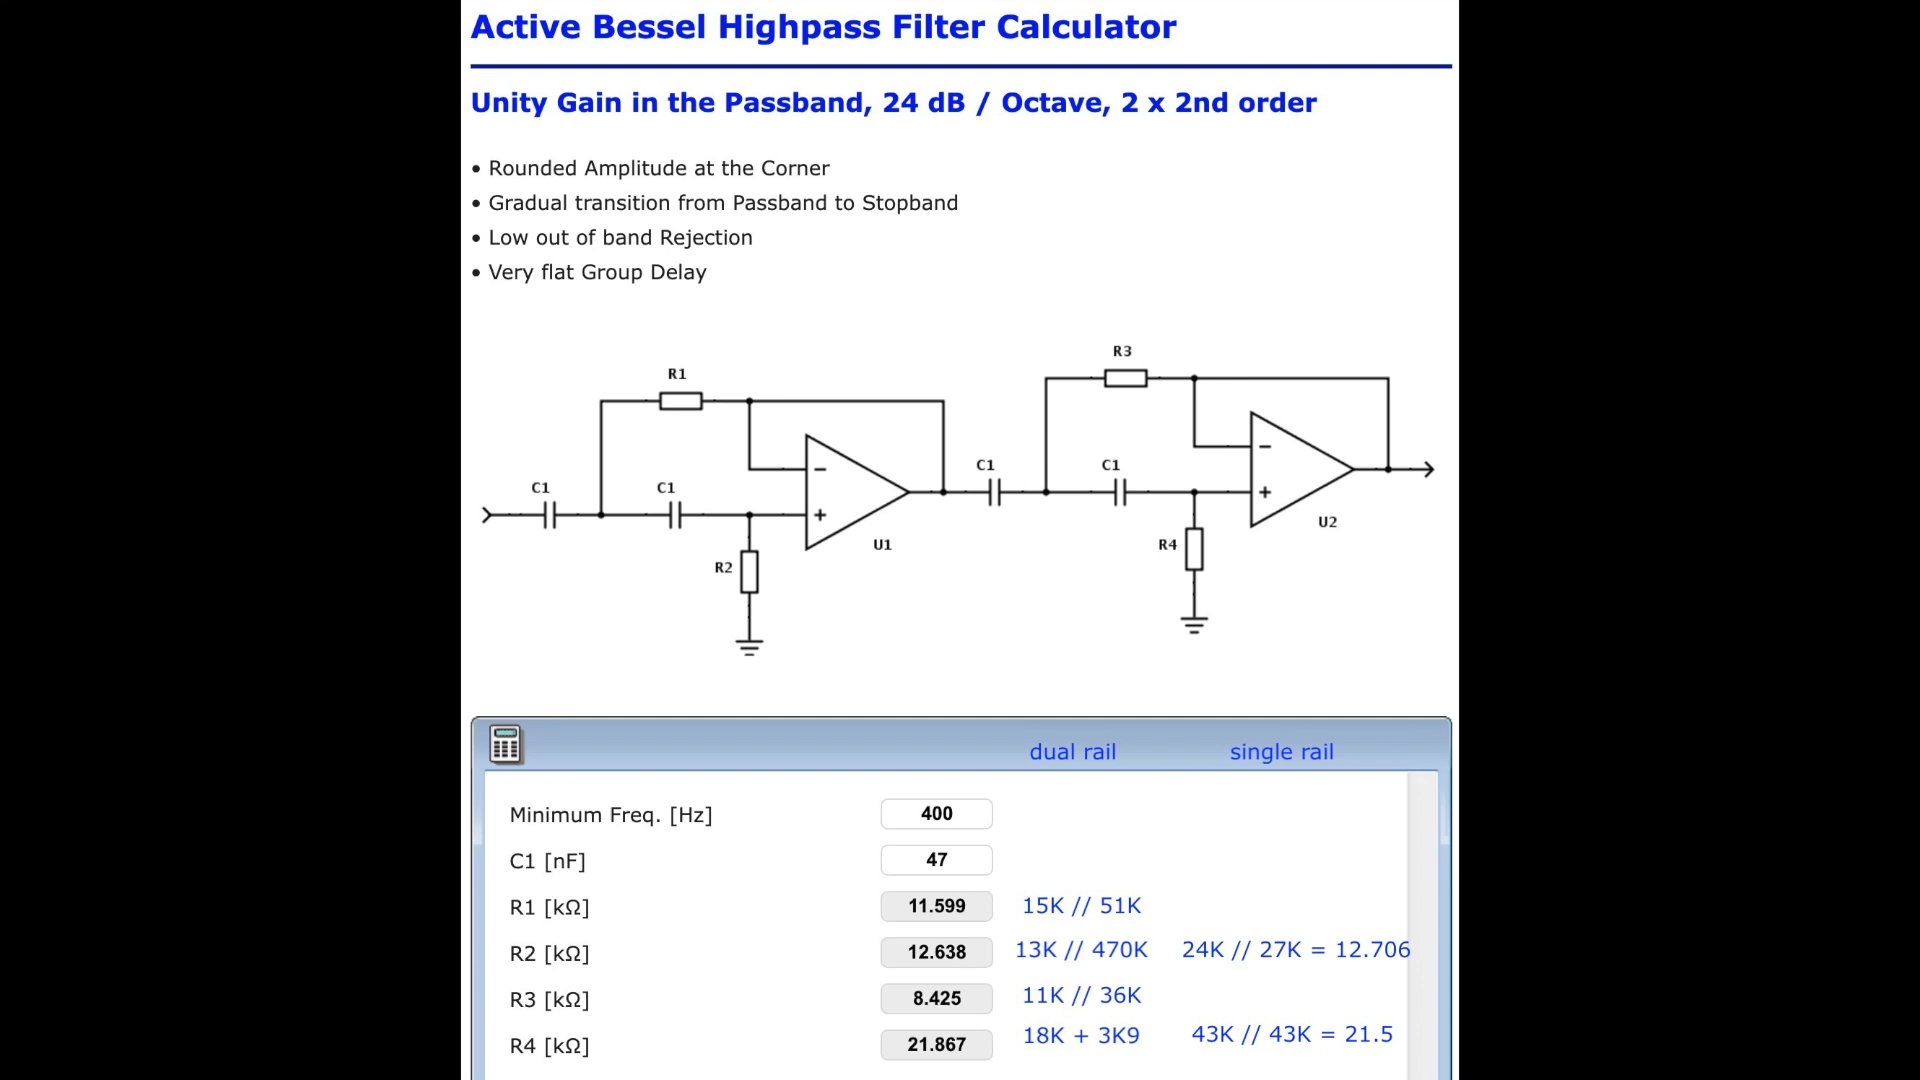 Active Bessel Highpass Filter Calculator
Unity Gain in the Passband, 24 dB / Octave, 2 x 2nd order
• Rounded Amplitude at the Corner
• Gradual transition from Passband to Stopband
• Low out of band Rejection
• Very flat Group Delay
R3
R1
C1 C1
C1 C1
U2
U1 R4
R2
dual rail single rail
Minimum Freq. [Hz] 400
C1 [nF] 47
R1 [kΩ] 11.599 15K // 51K
R2 [kΩ] 12.638 13K // 470K 24K // 27K = 12.706
R3 [kΩ] 8.425 11K // 36K
R4 [kΩ] 21.867 18K + 3K9 43K // 43K = 21.5